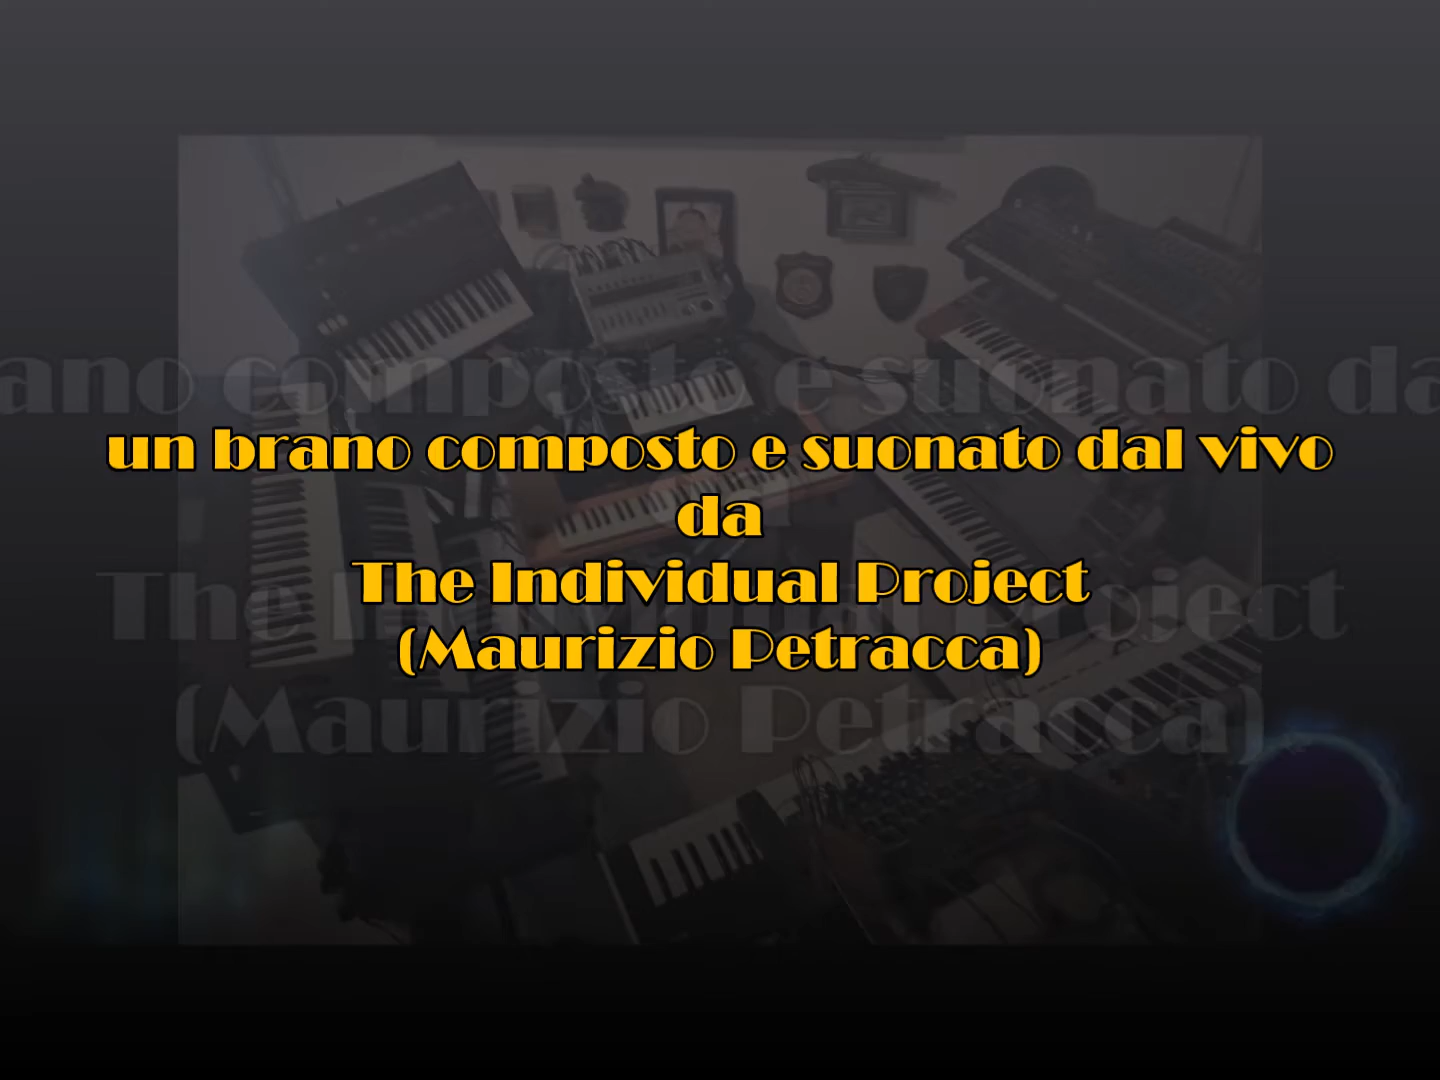 un brano composto e suonato dal vivo
da
The Individual Project
(Maurizio Petracca)